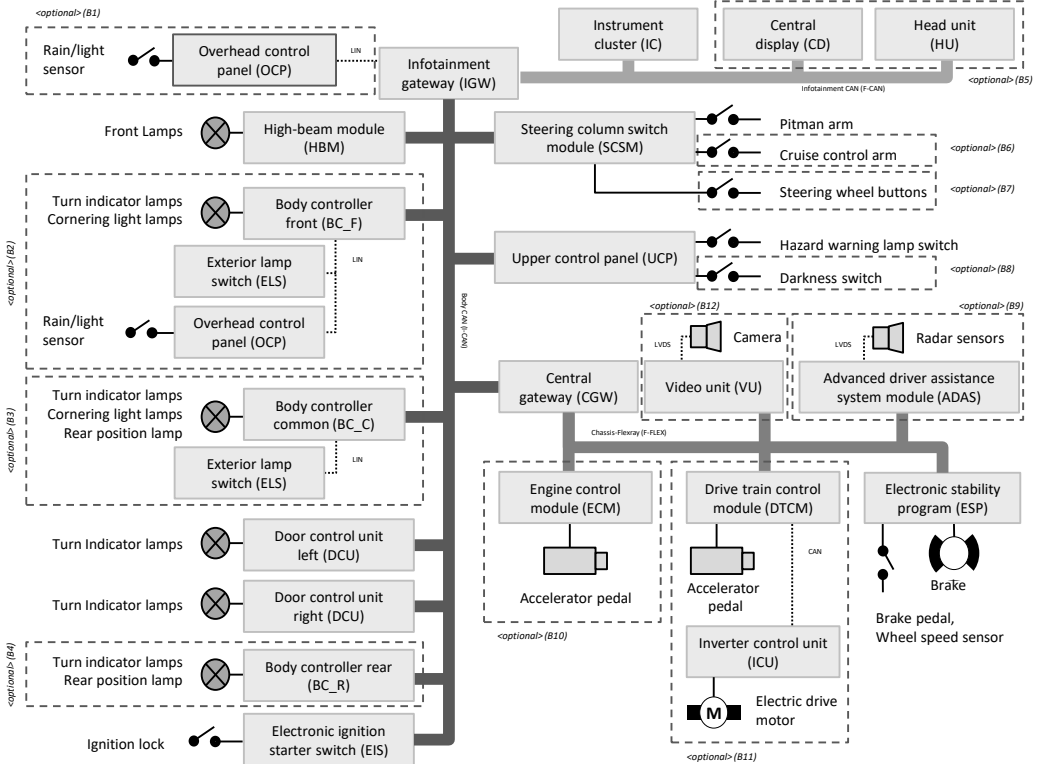 <optional> (B1)
Rain/light
sensor
Overhead control
panel (OCP)
LIN
Infotainment
gateway (IGW)
Instrument
cluster (IC)
Central
display (CD)
Head unit
(HU)
<optional> (B5)
Infotainment CAN (F-CAN)
Front Lamps
High-beam module
(HBM)
Steering column switch
module (SCSM)
Pitman arm
Cruise control arm
<optional> (B6)
Steering wheel buttons
<optional> (B7)
<optional> (B2)
Turn indicator lamps
Cornering light lamps
Body controller
front (BC_F)
LIN
Exterior lamp
switch (ELS)
Rain/light
sensor
Overhead control
panel (OCP)
Upper control panel (UCP)
Hazard warning lamp switch
Darkness switch
<optional> (B8)
Body CAN (I-CAN)
<optional> (B12)
LVDS
Camera
Video unit (VU)
<optional> (B9)
LVDS
Radar sensors
Advanced driver assistance
system module (ADAS)
Central
gateway (CGW)
Chassis-Flexray (F-FLEX)
<optional> (B3)
Turn indicator lamps
Cornering light lamps
Rear position lamp
Body controller
common (BC_C)
LIN
Exterior lamp
switch (ELS)
Engine control
module (ECM)
Accelerator pedal
<optional> (B10)
Drive train control
module (DTCM)
CAN
Accelerator
pedal
Inverter control unit
(ICU)
M
Electric drive
motor
<optional> (B11)
Electronic stability
program (ESP)
Brake
Brake pedal,
Wheel speed sensor
Turn Indicator lamps
Door control unit
left (DCU)
Turn Indicator lamps
Door control unit
right (DCU)
<optional> (B4)
Turn indicator lamps
Rear position lamp
Body controller rear
(BC_R)
Ignition lock
Electronic ignition
starter switch (EIS)